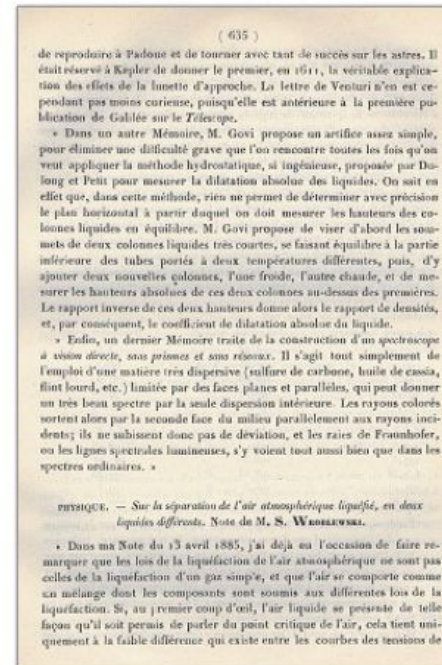 ( 635 )
de reproduire à Padoue et de tourner avec tant de succès sur les astres. Il
était réservé à Kepler de donner le premier, en 1611, la véritable explica-
tion des effets de la lunette d'approche. La lettre de Venturi n'en est ce-
pendant pas moins curieuse, puisqu'elle est antérieure à la première pu-
blication de Galilée sur le Télescope.
» Dans un autre Mémoire, M. Govi propose un artifice assez simple,
pour éliminer une difficulté grave que l'on rencontre toutes les fois qu'on
veut appliquer la méthode hydrostatique, si ingénieuse, proposée par Du-
long et Petit pour mesurer la dilatation absolue des liquides. On sait en
effet que, dans cette méthode, rien ne permet de déterminer avec précision
le plan horizontal à partir duquel on doit mesurer les hauteurs des co-
lonnes liquides en équilibre. M. Govi propose de viser d'abord les som-
mets de deux colonnes liquides très courtes, se faisant équilibre à la partie
inférieure des tubes portés à deux températures différentes, puis, d'y
ajouter deux nouvelles colonnes, l'une froide, l'autre chaude, et de me-
surer les hauteurs absolues de ces deux colonnes au-dessus des premières.
Le rapport inverse de ces deux hauteurs donne alors le rapport de densités,
et, par conséquent, le coefficient de dilatation absolue du liquide.
» Enfin, un dernier Mémoire traite de la construction d'un spectroscope
à vision directe, sans prismes et sans réseaux. Il s'agit tout simplement de
l'emploi d'une matière très dispersive (sulfure de carbone, huile de cassia,
flint lourd, etc.) limitée par des faces planes et parallèles, qui peut donner
un très beau spectre par la seule dispersion intérieure. Les rayons colorés
sortent alors par la seconde face du milieu parallèlement aux rayons inci-
dents; ils ne subissent donc pas de déviation, et les raies de Fraunhofer,
ou les lignes spectrales lumineuses, s'y voient tout aussi bien que dans les
spectres ordinaires. »
PHYSIQUE. — Sur la séparation de l'air atmosphérique liquéfié, en deux
liquides différents. Note de M. S. WROBLEWSKI.
» Dans ma Note du 13 avril 1885, j'ai déjà eu l'occasion de faire re-
marquer que les lois de la liquéfaction de l'air atmosphérique ne sont pas
celles de la liquéfaction d'un gaz simple, et que l'air se comporte comme
un mélange dont les composants sont soumis aux différentes lois de la
liquéfaction. Si, au premier coup d'œil, l'air liquide se présente de telle
façon qu'il soit permis de parler du point critique de l'air, cela tient uni-
quement à la faible différence qui existe entre les courbes des tensions de